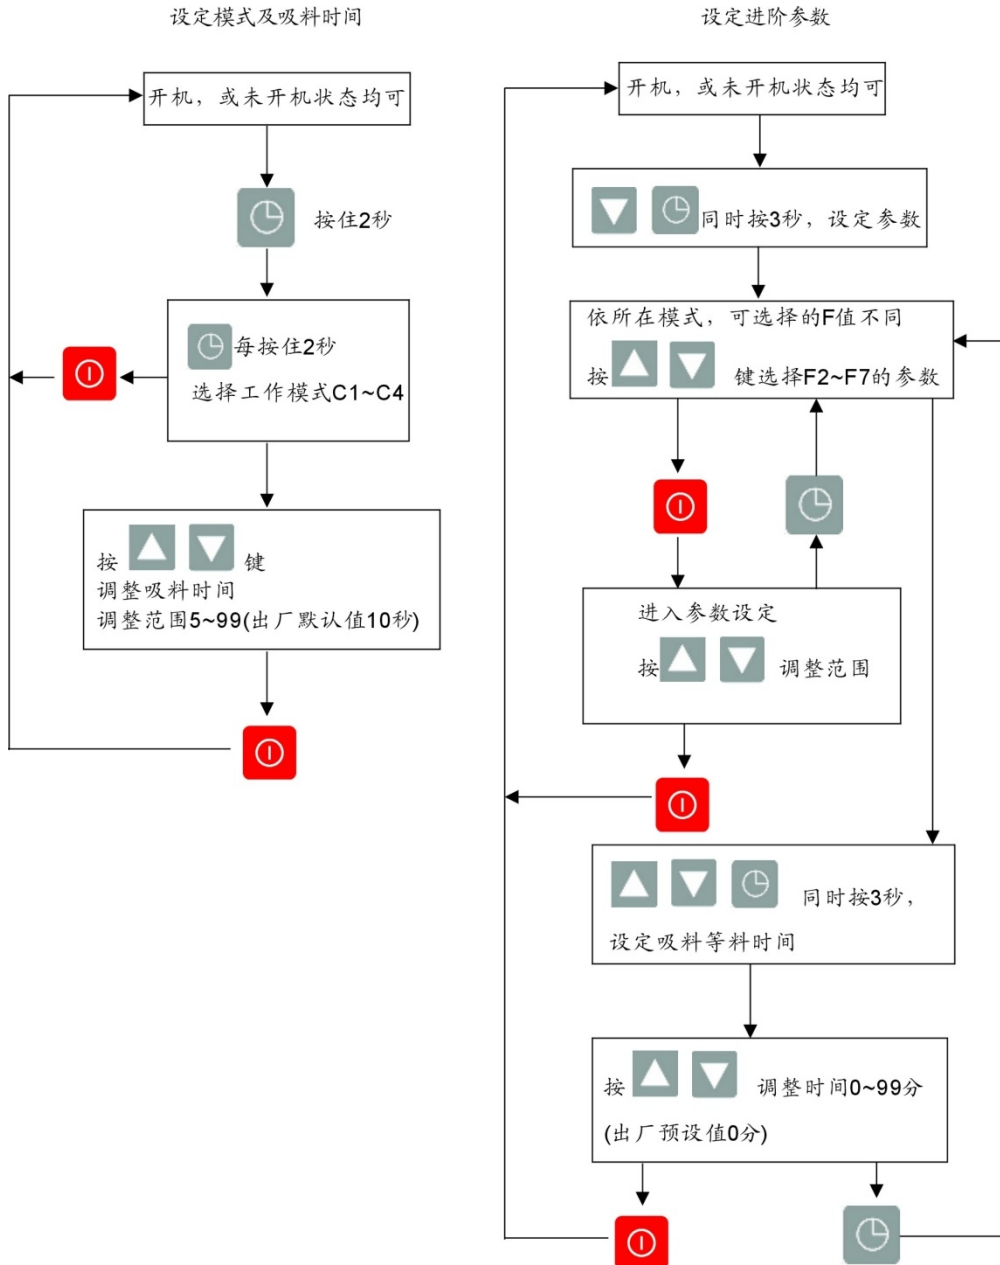 设定模式及吸料时间
开机，或未开机状态均可
按住2秒
每按住2秒
选择工作模式C1~C4
按 键
调整吸料时间
调整范围5~99(出厂默认值10秒)
设定进阶参数
开机，或未开机状态均可
同时按3秒，设定参数
依所在模式，可选择的F值不同
按 键选择F2~F7的参数
进入参数设定
按 调整范围
同时按3秒，
设定吸料等料时间
按 调整时间0~99分
(出厂预设值0分)